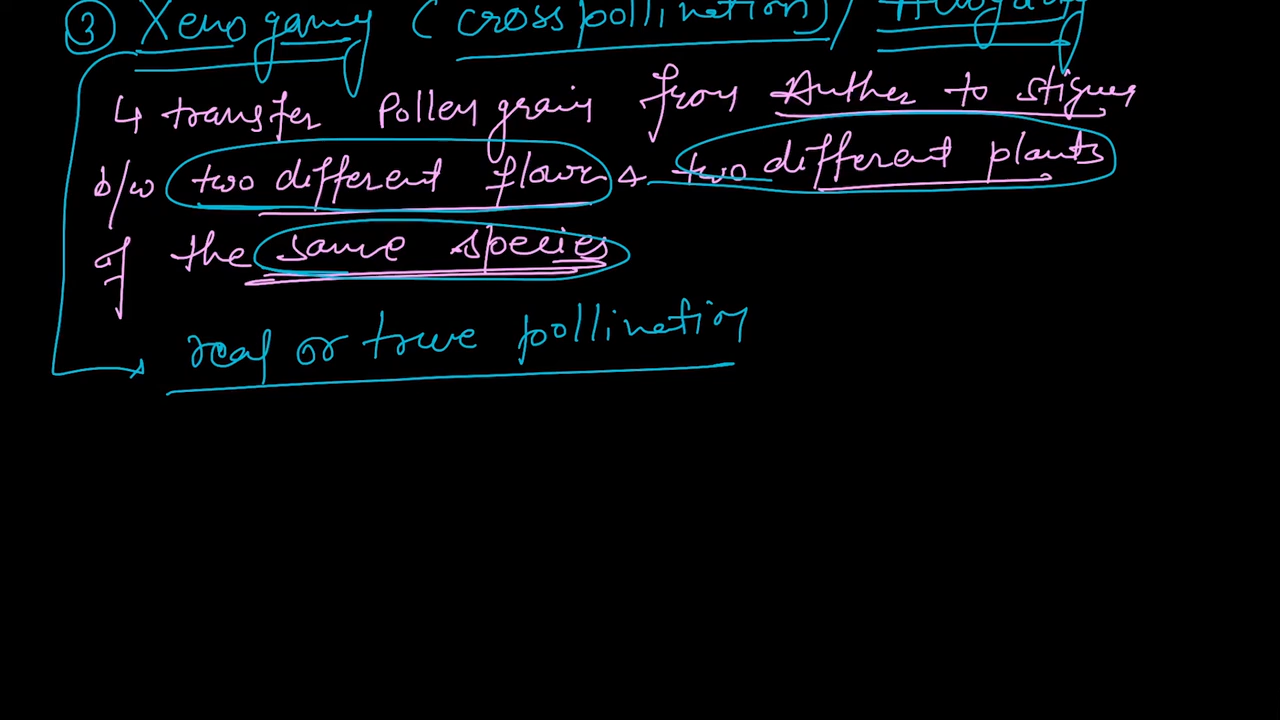 ③ Xenogamy (cross pollination) / Allogamy
↳ transfer Pollen grain from Anther to stigma
b/w two different flower & two different plants
of the same species
→ real or true pollination